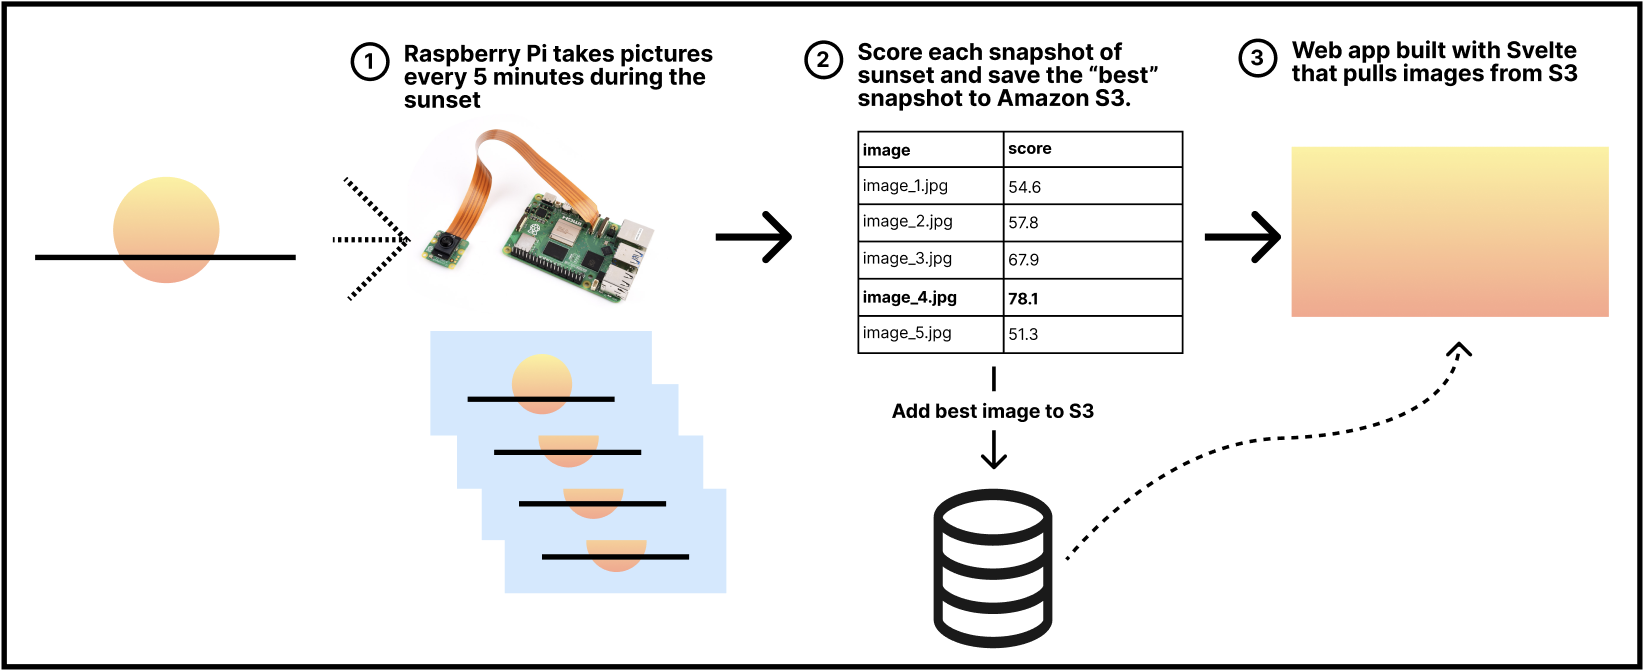 1
Raspberry Pi takes pictures
every 5 minutes during the
sunset
2
Score each snapshot of
sunset and save the “best”
snapshot to Amazon S3.
image score
image_1.jpg 54.6
image_2.jpg 57.8
image_3.jpg 67.9
image_4.jpg 78.1
image_5.jpg 51.3
Add best image to S3
3
Web app built with Svelte
that pulls images from S3